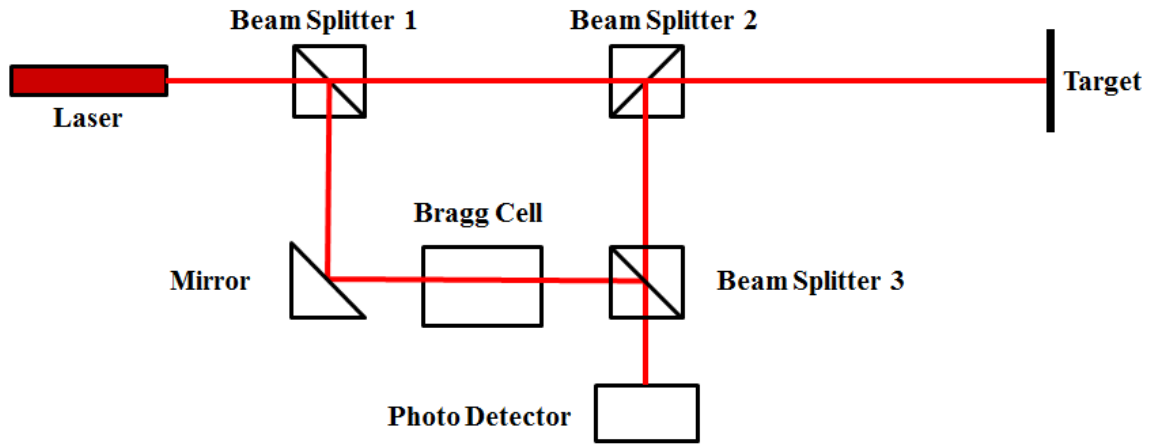 Beam Splitter 1
Beam Splitter 2
Laser
Target
Bragg Cell
Mirror
Beam Splitter 3
Photo Detector